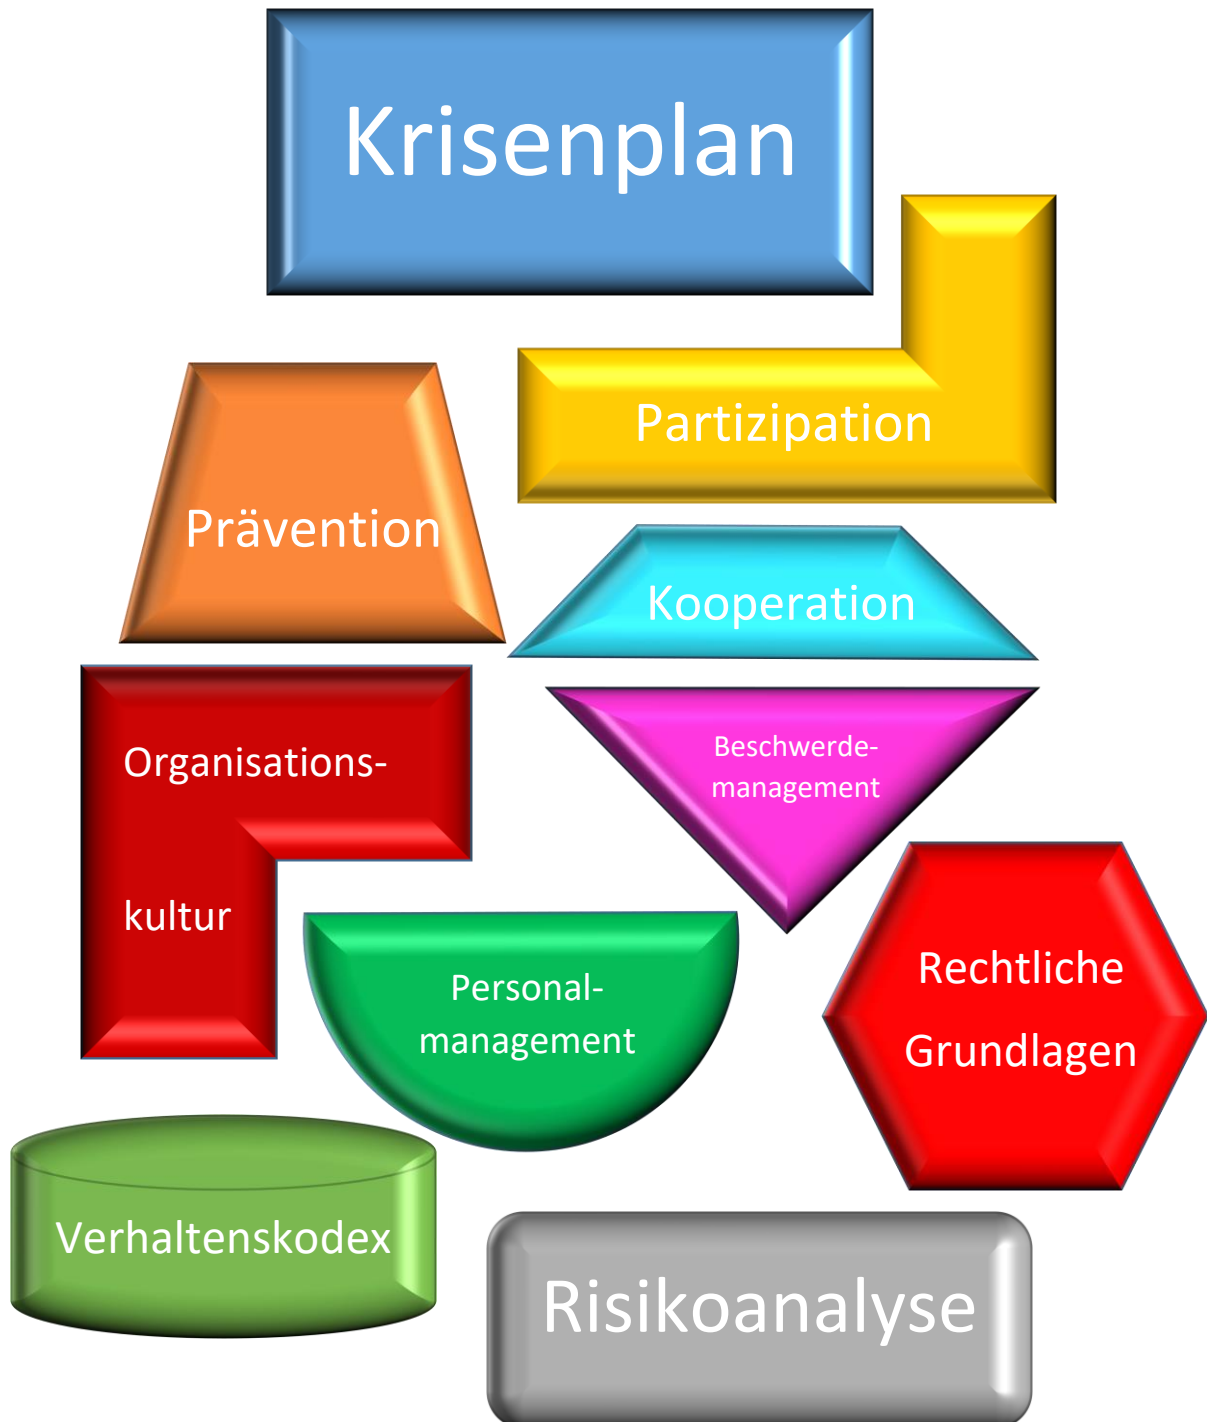 Krisenplan
Partizipation
Prävention
Kooperation
Organisations-
kultur
Beschwerde-
management
Personal-
management
Rechtliche
Grundlagen
Verhaltenskodex
Risikoanalyse